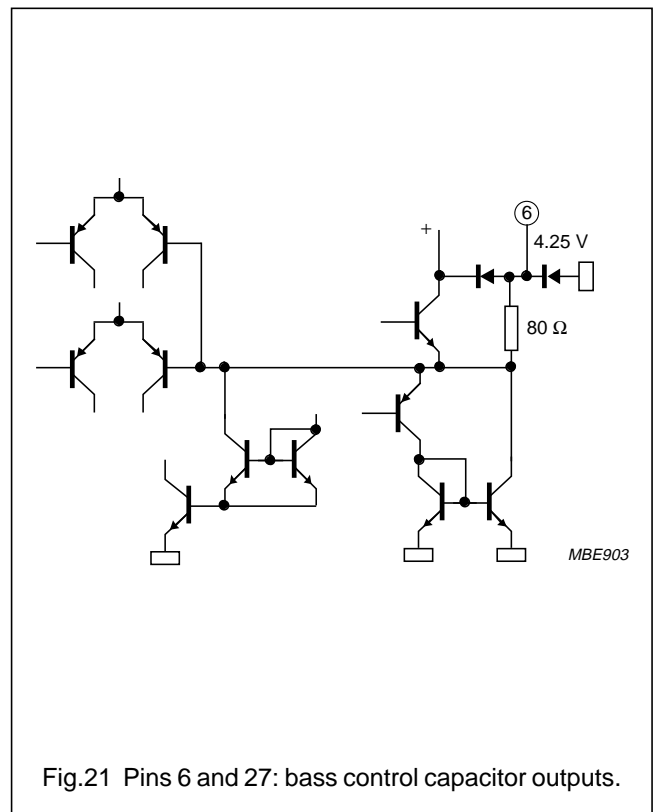 6
+
4.25 V
80 Ω
MBE903
Fig.21 Pins 6 and 27: bass control capacitor outputs.